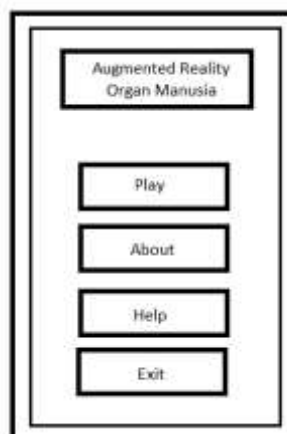 Augmented Reality
Organ Manusia
Play
About
Help
Exit